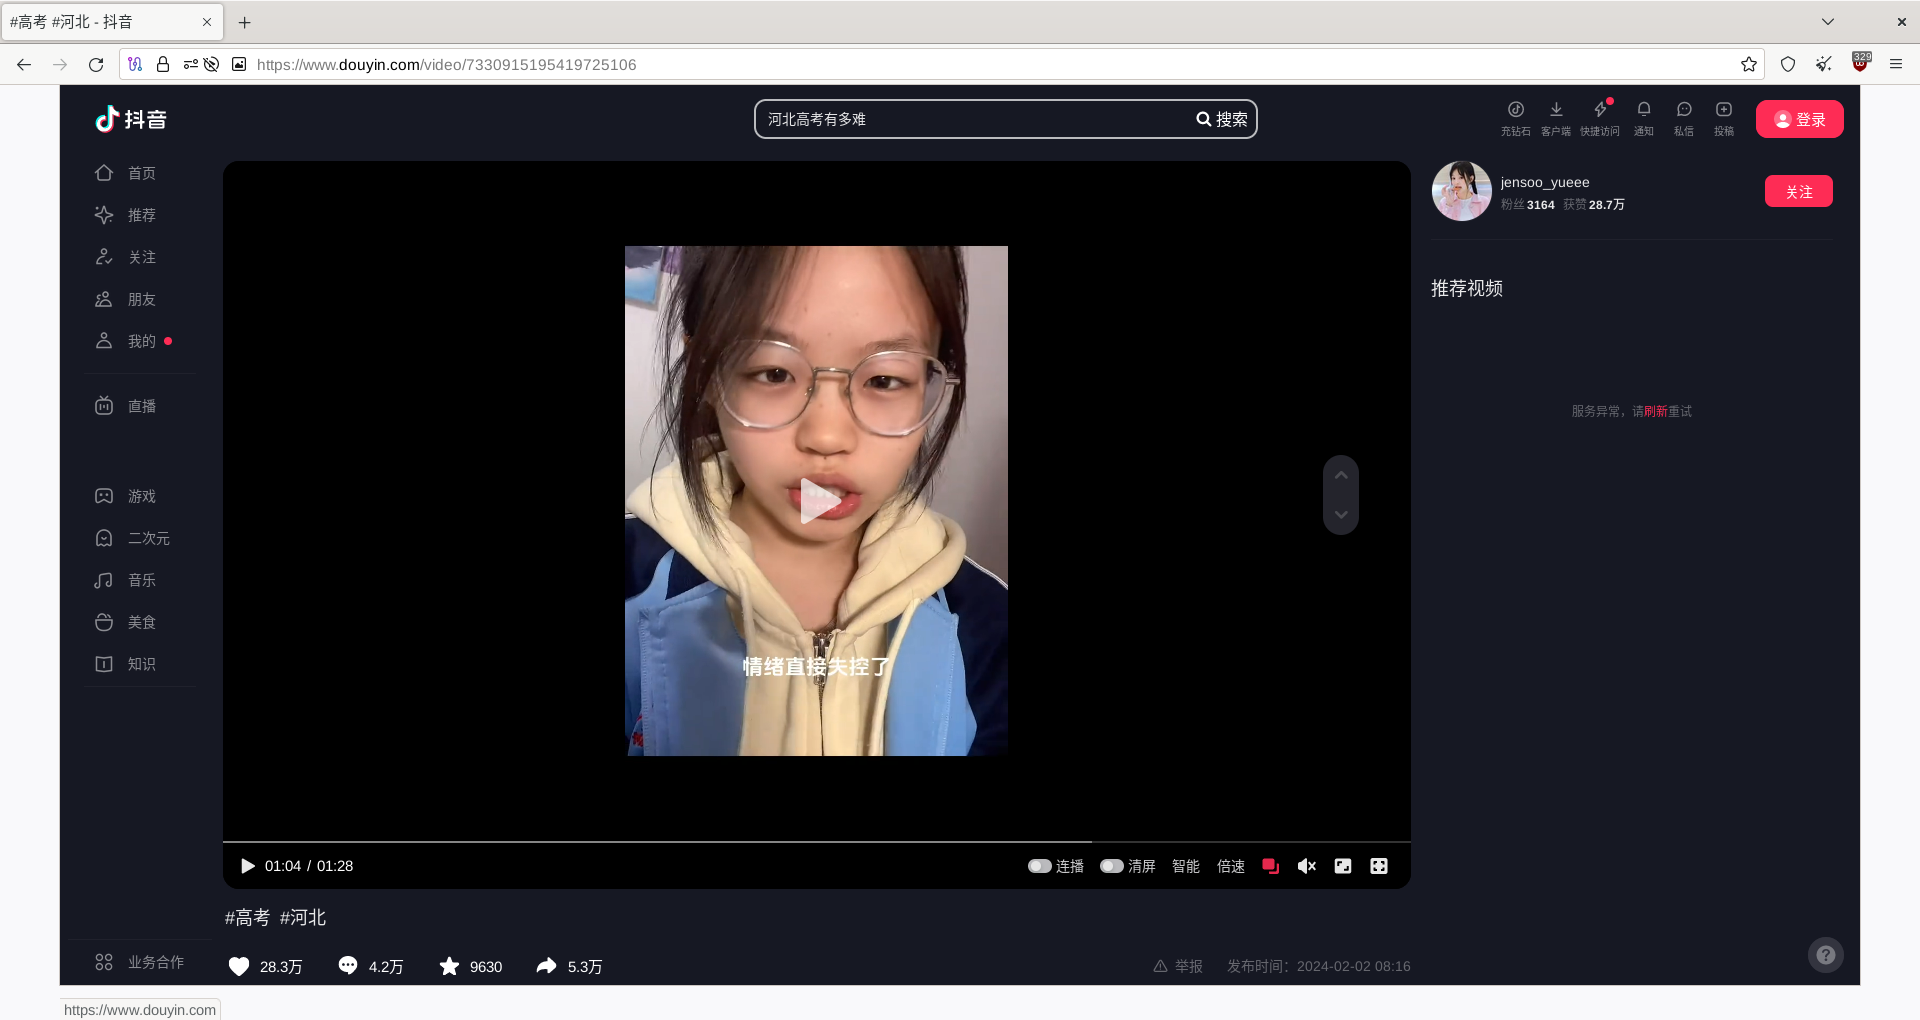 #高考 #河北 - 抖音
https://www.douyin.com/video/7330915195419725106
329
抖音
河北高考有多难
搜索
充钻石
客户端
快捷访问
通知
私信
投稿
登录
首页
推荐
关注
朋友
我的
直播
游戏
二次元
音乐
美食
知识
业务合作
情绪直接失控了
01:04 / 01:28
连播
清屏
智能
倍速
jensoo_yueee
粉丝 3164 获赞 28.7万
关注
推荐视频
服务异常，请刷新重试
#高考 #河北
28.3万
4.2万
9630
5.3万
举报
发布时间：2024-02-02 08:16
https://www.douyin.com